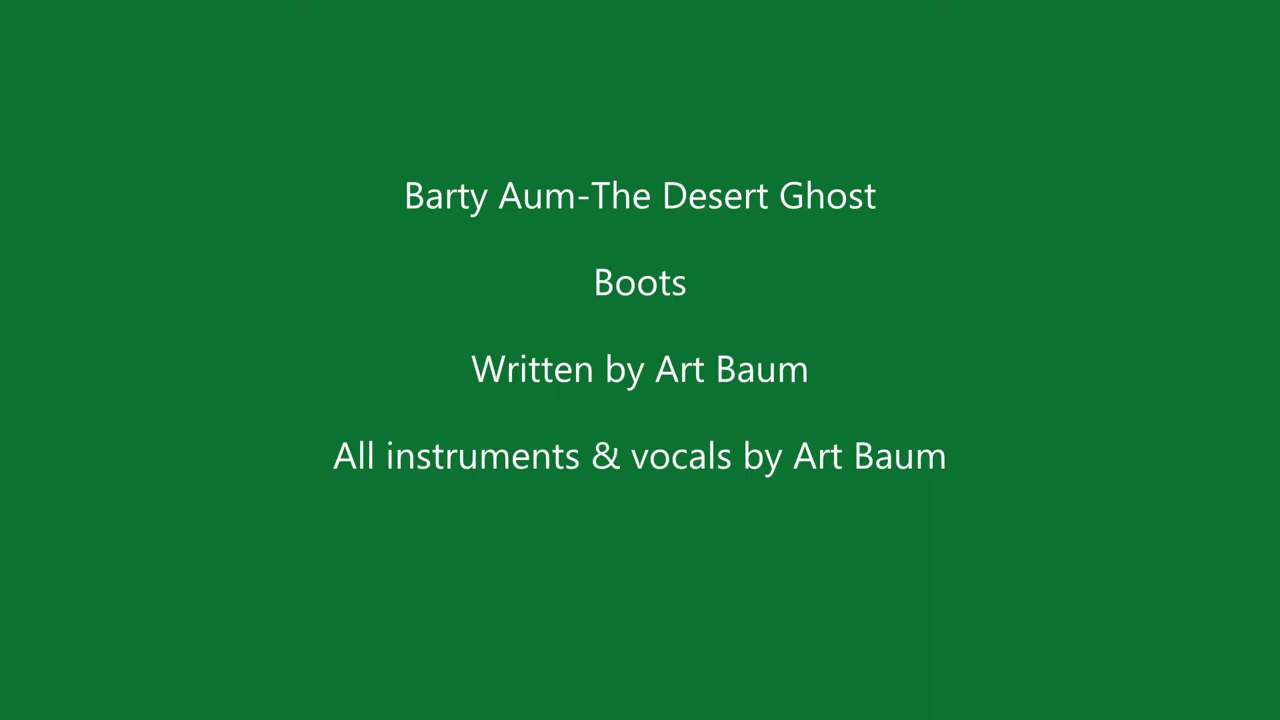 Barty Aum-The Desert Ghost
Boots
Written by Art Baum
All instruments & vocals by Art Baum